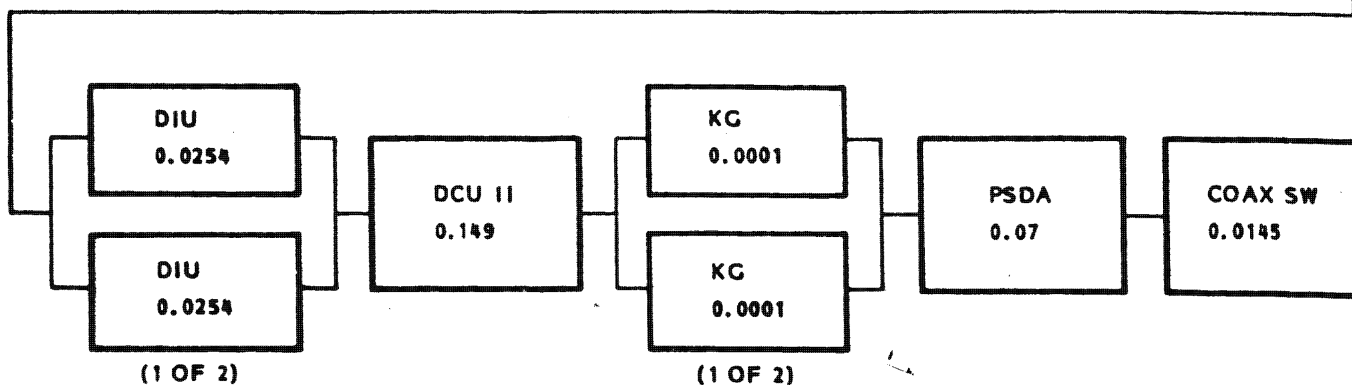 DIU
0.0254
DIU
0.0254
(1 OF 2)
DCU II
0.149
KG
0.0001
KG
0.0001
(1 OF 2)
PSDA
0.07
COAX SW
0.0145